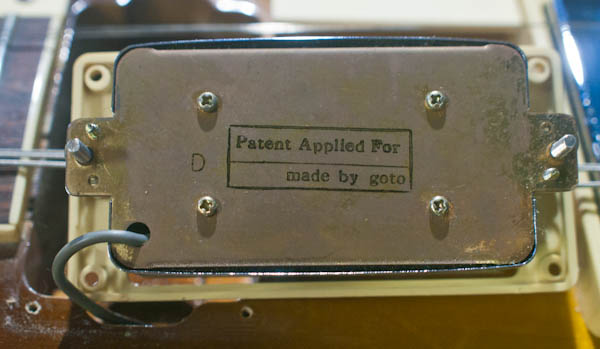 Patent Applied For
D
made by goto